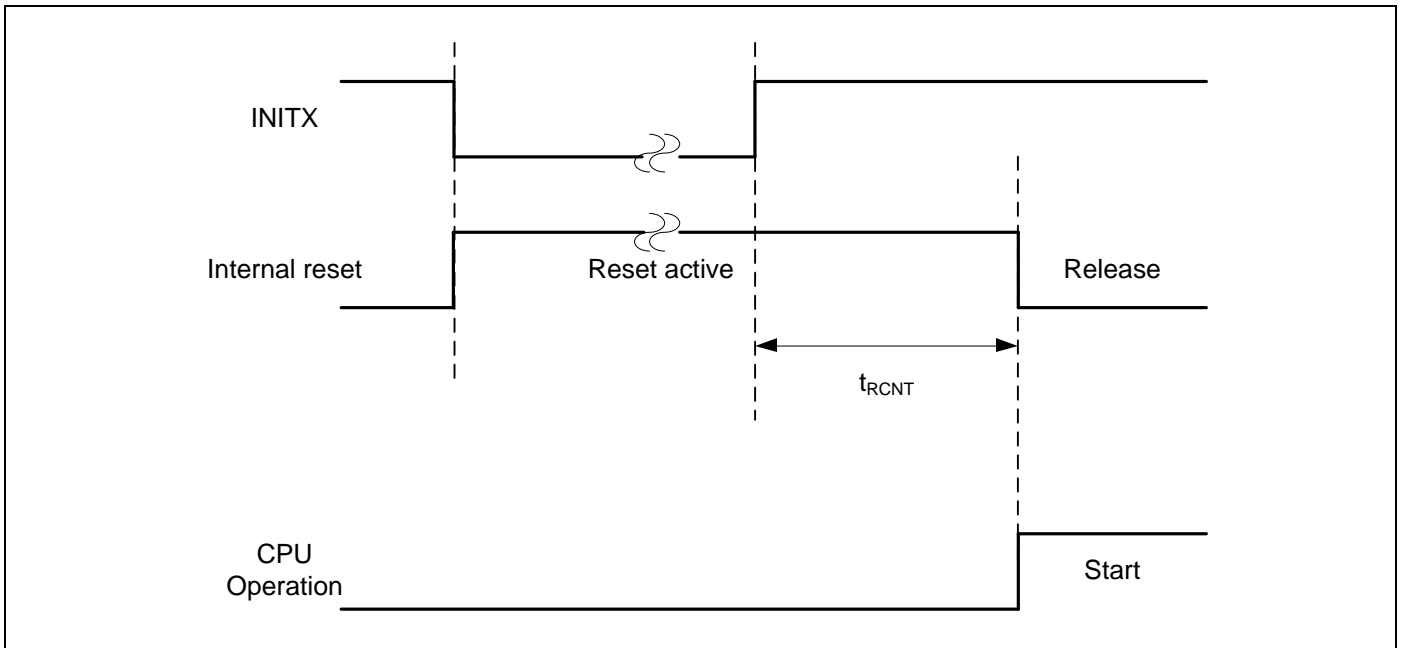 INITX
Internal reset
Reset active
Release
tRCNT
CPU
Operation
Start